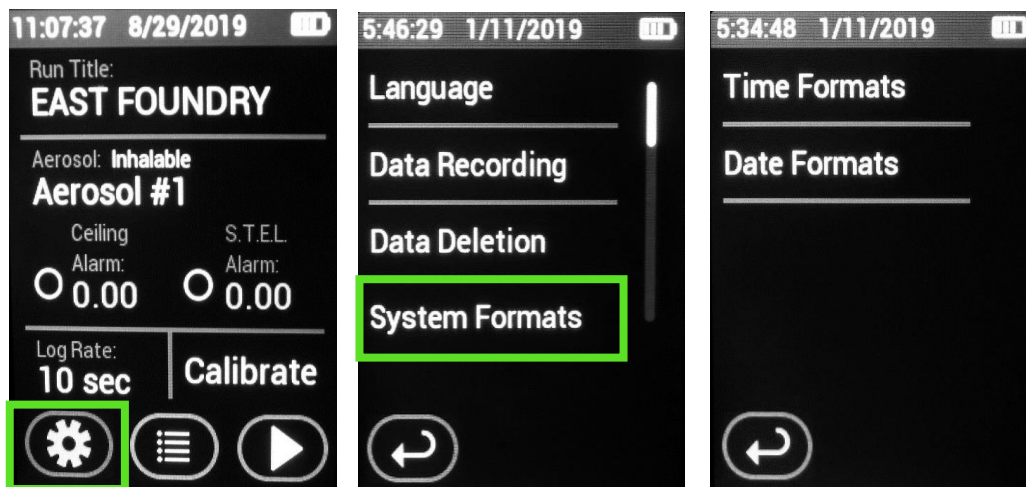 11:07:37 8/29/2019
Run Title:
EAST FOUNDRY
Aerosol: Inhalable
Aerosol #1
Ceiling
Alarm:
0.00
S.T.E.L.
Alarm:
0.00
Log Rate:
10 sec
Calibrate
5:46:29 1/11/2019
Language
Data Recording
Data Deletion
System Formats
5:34:48 1/11/2019
Time Formats
Date Formats